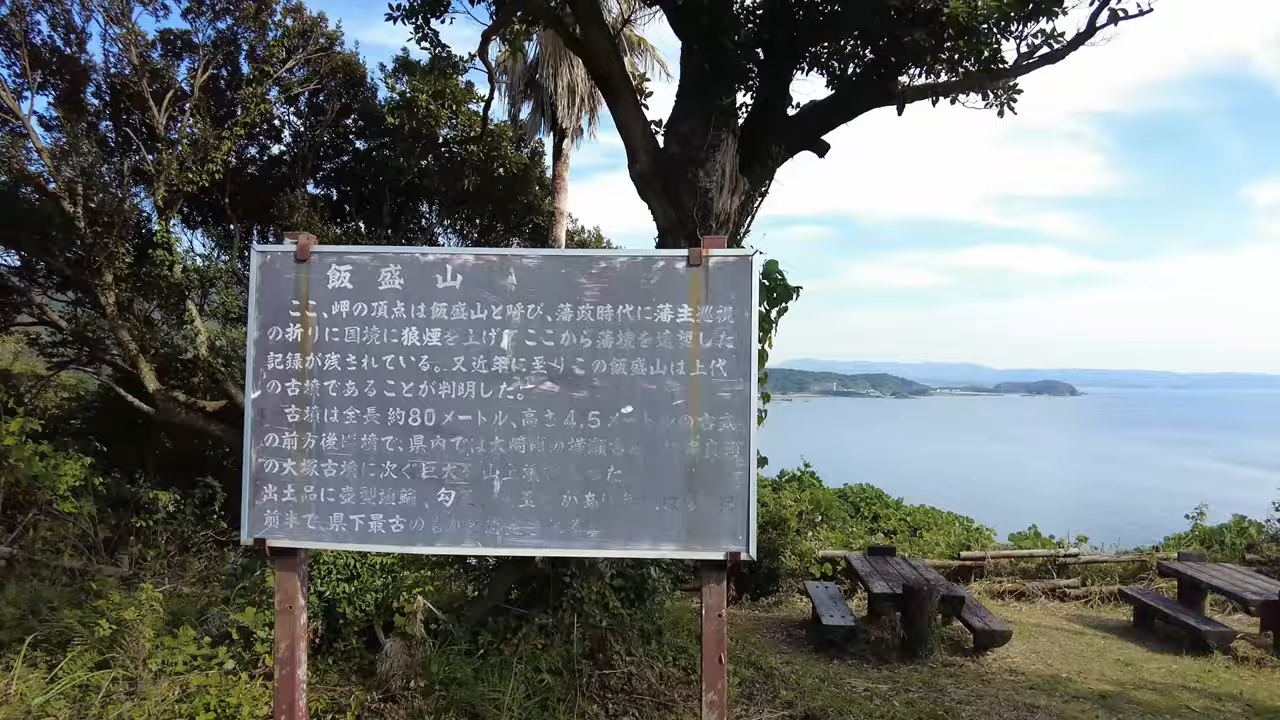 飯盛山
ここ、岬の頂点は飯盛山と呼び、藩政時代に藩主巡視
の折りに国境に狼煙を上げ、ここから藩境を遠望した
記録が残されている。又近年に至りこの飯盛山は上代
の古墳であることが判明した。
古墳は全長約80メートル、高さ4.5メートルの古式
の前方後円墳で、県内では大崎町の横瀬古
の大塚古墳に次ぐ巨大
出土品に壺型埴輪、勾 玉 があ
前半で、県下最古の